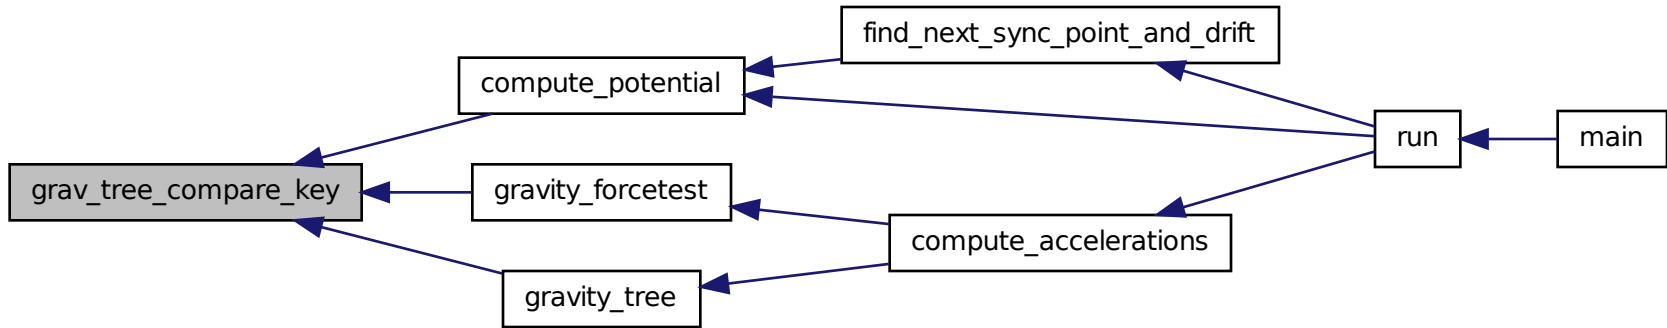 find_next_sync_point_and_drift
compute_potential
run
main
grav_tree_compare_key
gravity_forcetest
compute_accelerations
gravity_tree